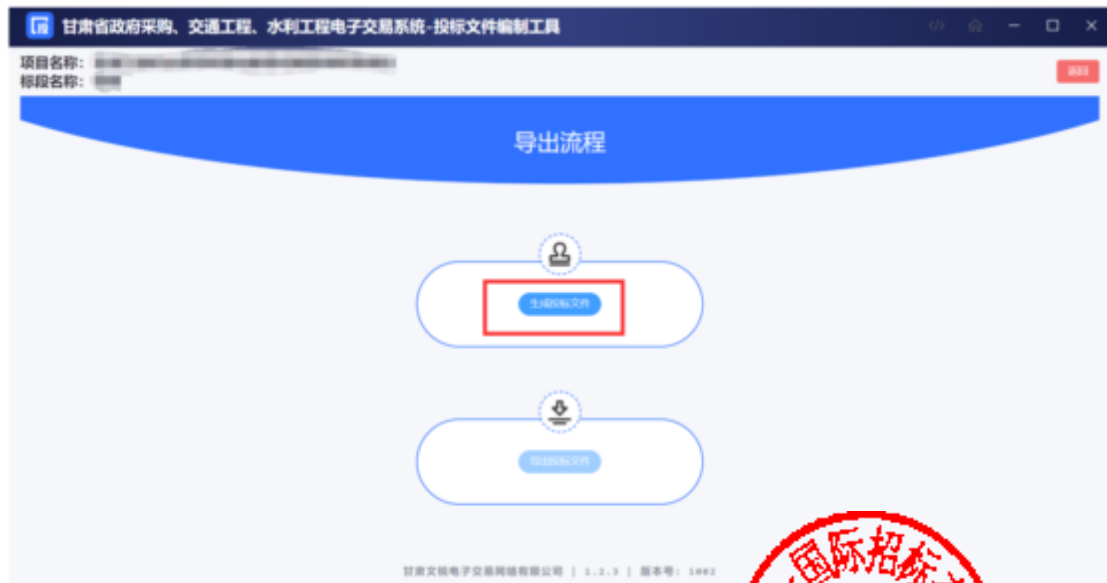 甘肃省政府采购、交通工程、水利工程电子交易系统-投标文件编制工具
项目名称：
标段名称：
返回
导出流程
生成投标文件
导出投标文件
甘肃文锐电子交易网络有限公司 | 1.2.3 | 版本号: 1002
国际招标